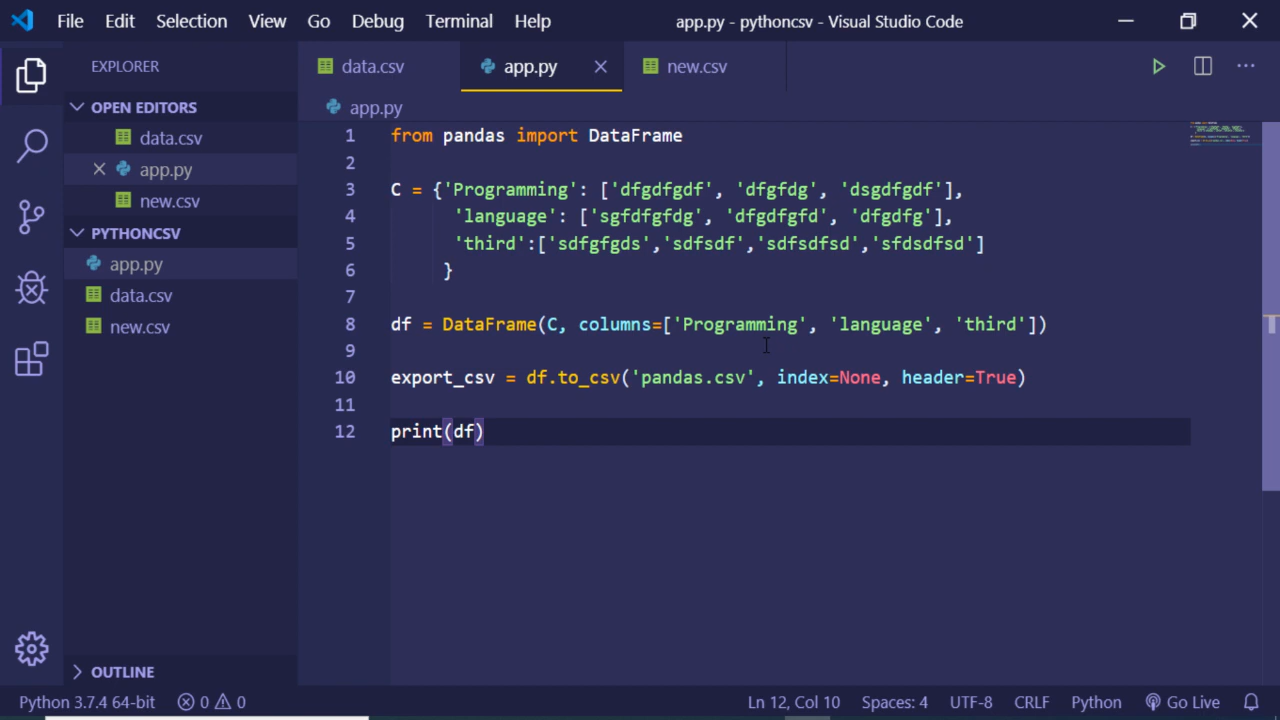 File Edit Selection View Go Debug Terminal Help app.py - pythoncsv - Visual Studio Code
EXPLORER
OPEN EDITORS
data.csv
app.py
new.csv
PYTHONCSV
app.py
data.csv
new.csv
OUTLINE
data.csv app.py new.csv
app.py
1 from pandas import DataFrame
2
3 C = {'Programming': ['dfgdfgdf', 'dfgfdg', 'dsgdfgdf'],
4 'language': ['sgfdfgfdg', 'dfgdfgfd', 'dfgdfg'],
5 'third':['sdfgfgds','sdfsdf','sdfsdfsd','sfdsdfsd']
6 }
7
8 df = DataFrame(C, columns=['Programming', 'language', 'third'])
9
10 export_csv = df.to_csv('pandas.csv', index=None, header=True)
11
12 print(df)
Python 3.7.4 64-bit 0 0 Ln 12, Col 10 Spaces: 4 UTF-8 CRLF Python Go Live